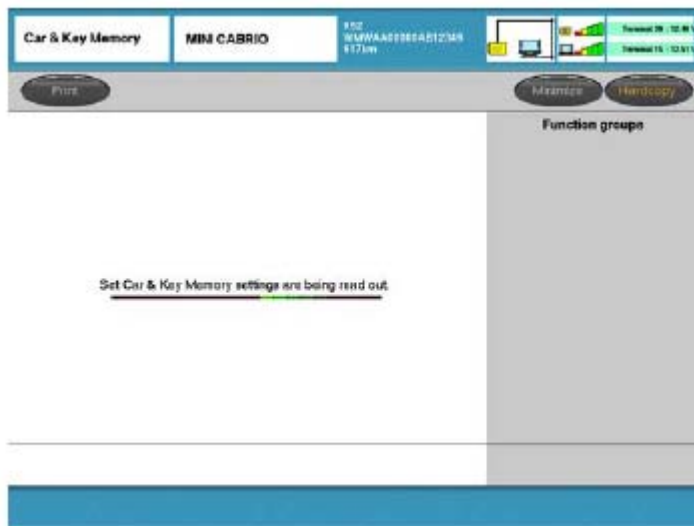 Car & Key Memory
MINI CABRIO
617km
Print
Minimize
Hardcopy
Function groups
Set Car & Key Memory settings are being read out.